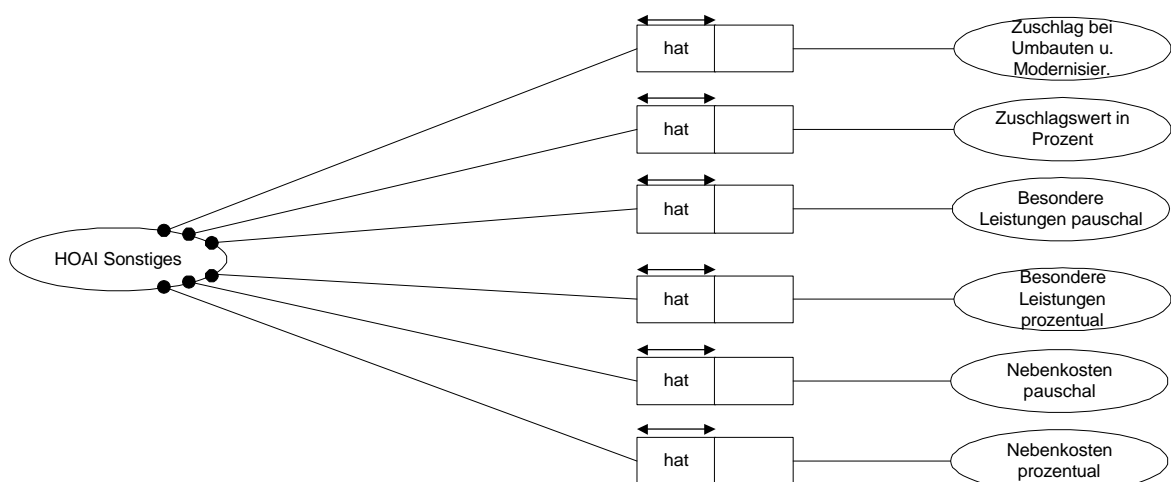 hat
Zuschlag bei
Umbauten u.
Modernisier.
hat
Zuschlagswert in
Prozent
hat
Besondere
Leistungen pauschal
HOAI Sonstiges
hat
Besondere
Leistungen
prozentual
hat
Nebenkosten
pauschal
hat
Nebenkosten
prozentual